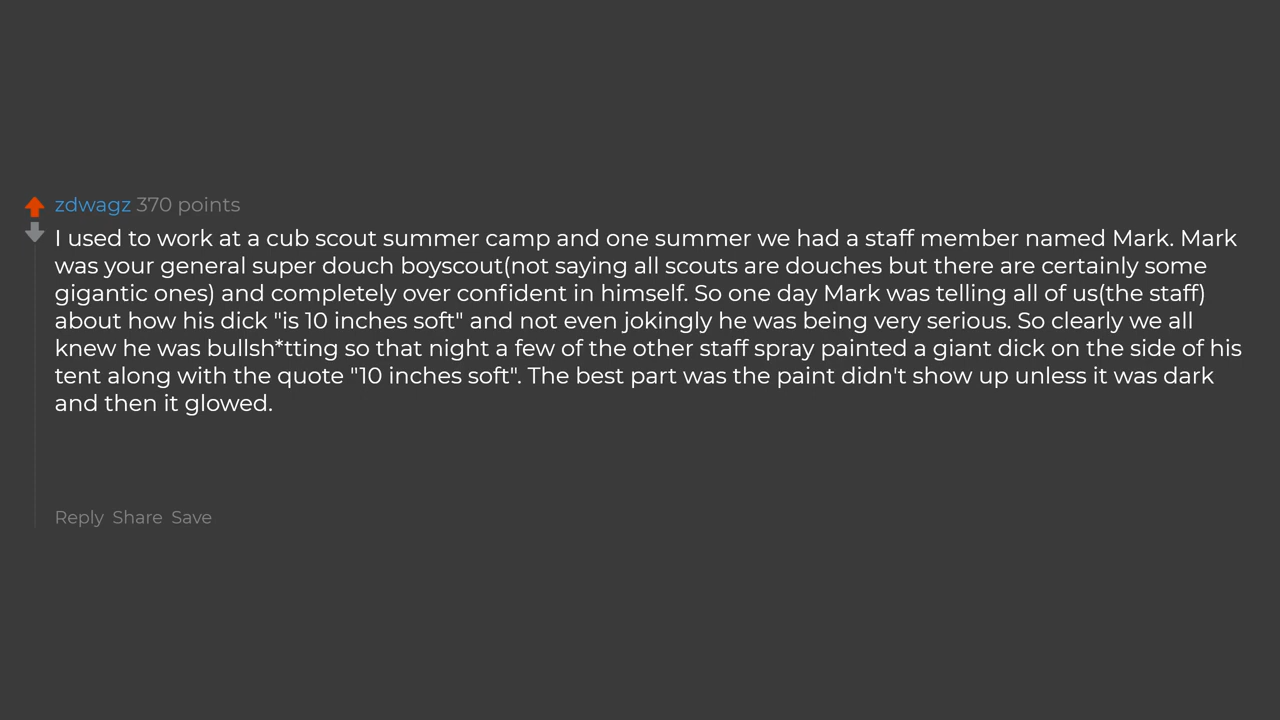 zdwagz 370 points
I used to work at a cub scout summer camp and one summer we had a staff member named Mark. Mark
was your general super douch boyscout(not saying all scouts are douches but there are certainly some
gigantic ones) and completely over confident in himself. So one day Mark was telling all of us(the staff)
about how his dick "is 10 inches soft" and not even jokingly he was being very serious. So clearly we all
knew he was bullsh*tting so that night a few of the other staff spray painted a giant dick on the side of his
tent along with the quote "10 inches soft". The best part was the paint didn't show up unless it was dark
and then it glowed.
Reply Share Save